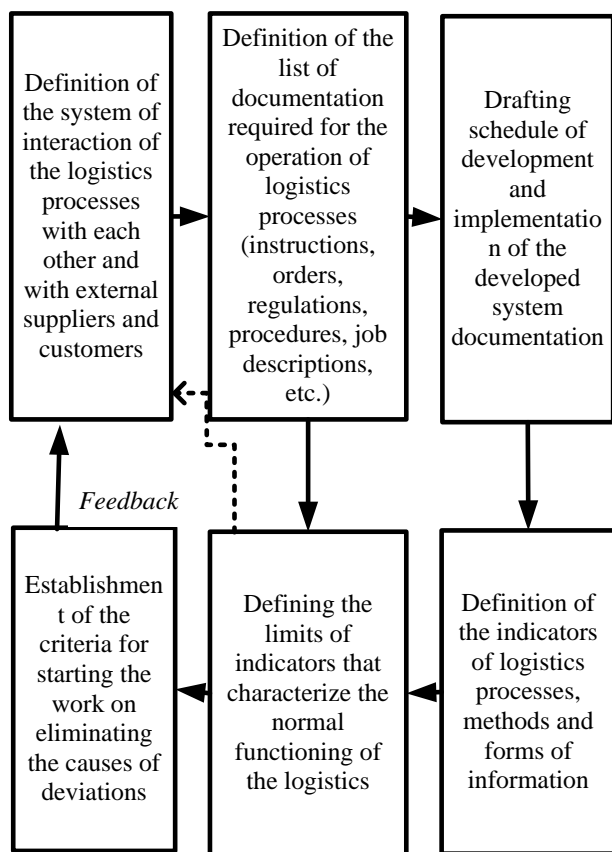 Definition of
the system of
interaction of
the logistics
processes
with each
other and
with external
suppliers and
customers
Definition of the
list of
documentation
required for the
operation of
logistics
processes
(instructions,
orders,
regulations,
procedures, job
descriptions,
etc.)
Drafting
schedule of
development
and
implementatio
n of the
developed
system
documentation
Feedback
Establishmen
t of the
criteria for
starting the
work on
eliminating
the causes of
deviations
Defining the
limits of
indicators that
characterize the
normal
functioning of
the logistics
Definition of
the indicators
of logistics
processes,
methods and
forms of
information